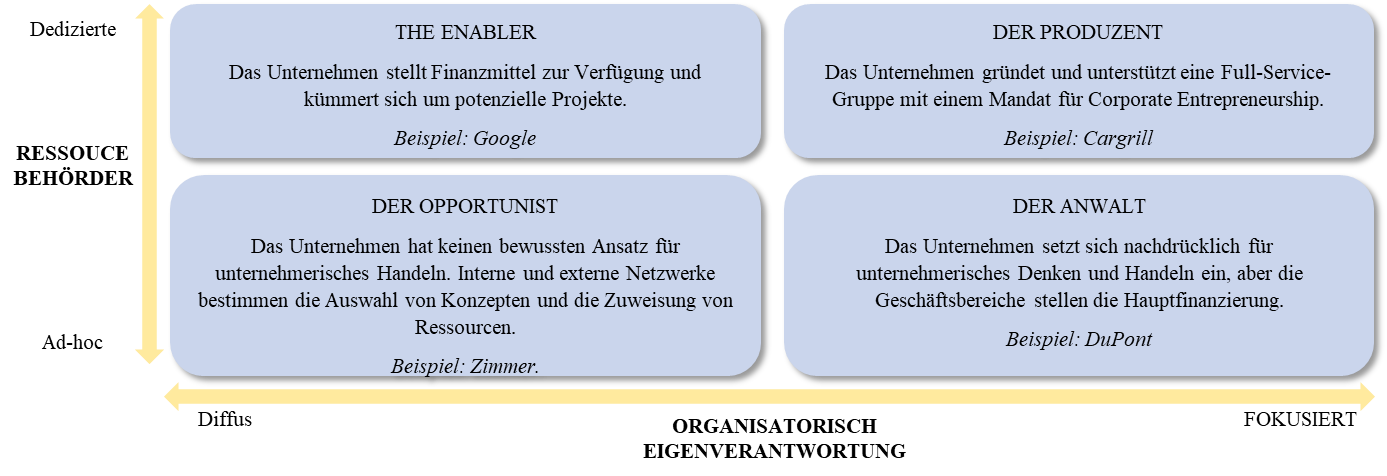 Dedizierte
THE ENABLER
Das Unternehmen stellt Finanzmittel zur Verfügung und
kümmert sich um potenzielle Projekte.
Beispiel: Google
DER PRODUZENT
Das Unternehmen gründet und unterstützt eine Full-Service-
Gruppe mit einem Mandat für Corporate Entrepreneurship.
Beispiel: Cargrill
RESSOUCE
BEHÖRDER
DER OPPORTUNIST
Das Unternehmen hat keinen bewussten Ansatz für
unternehmerisches Handeln. Interne und externe Netzwerke
bestimmen die Auswahl von Konzepten und die Zuweisung von
Ressourcen.
Beispiel: Zimmer.
DER ANWALT
Das Unternehmen setzt sich nachdrücklich für
unternehmerisches Denken und Handeln ein, aber die
Geschäftsbereiche stellen die Hauptfinanzierung.
Beispiel: DuPont
Ad-hoc
Diffus
ORGANISATORISCH
EIGENVERANTWORTUNG
FOKUSIERT